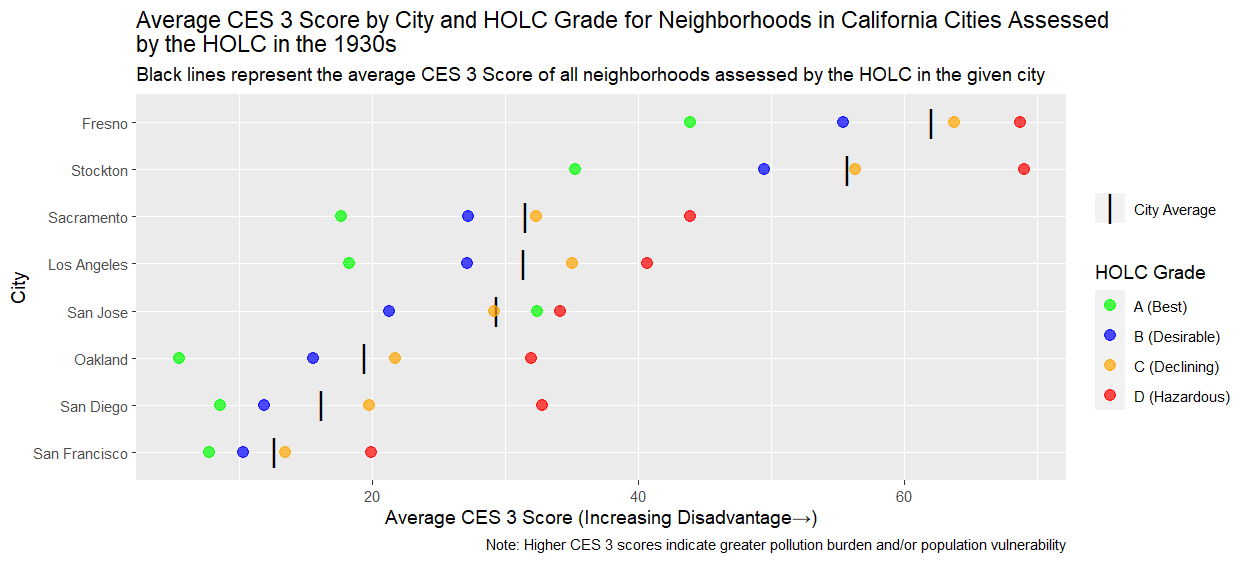 Average CES 3 Score by City and HOLC Grade for Neighborhoods in California Cities Assessed
by the HOLC in the 1930s
Black lines represent the average CES 3 Score of all neighborhoods assessed by the HOLC in the given city
City
Fresno
Stockton
Sacramento
Los Angeles
San Jose
Oakland
San Diego
San Francisco
20 40 60
Average CES 3 Score (Increasing Disadvantage→)
Note: Higher CES 3 scores indicate greater pollution burden and/or population vulnerability
City Average
HOLC Grade
A (Best)
B (Desirable)
C (Declining)
D (Hazardous)